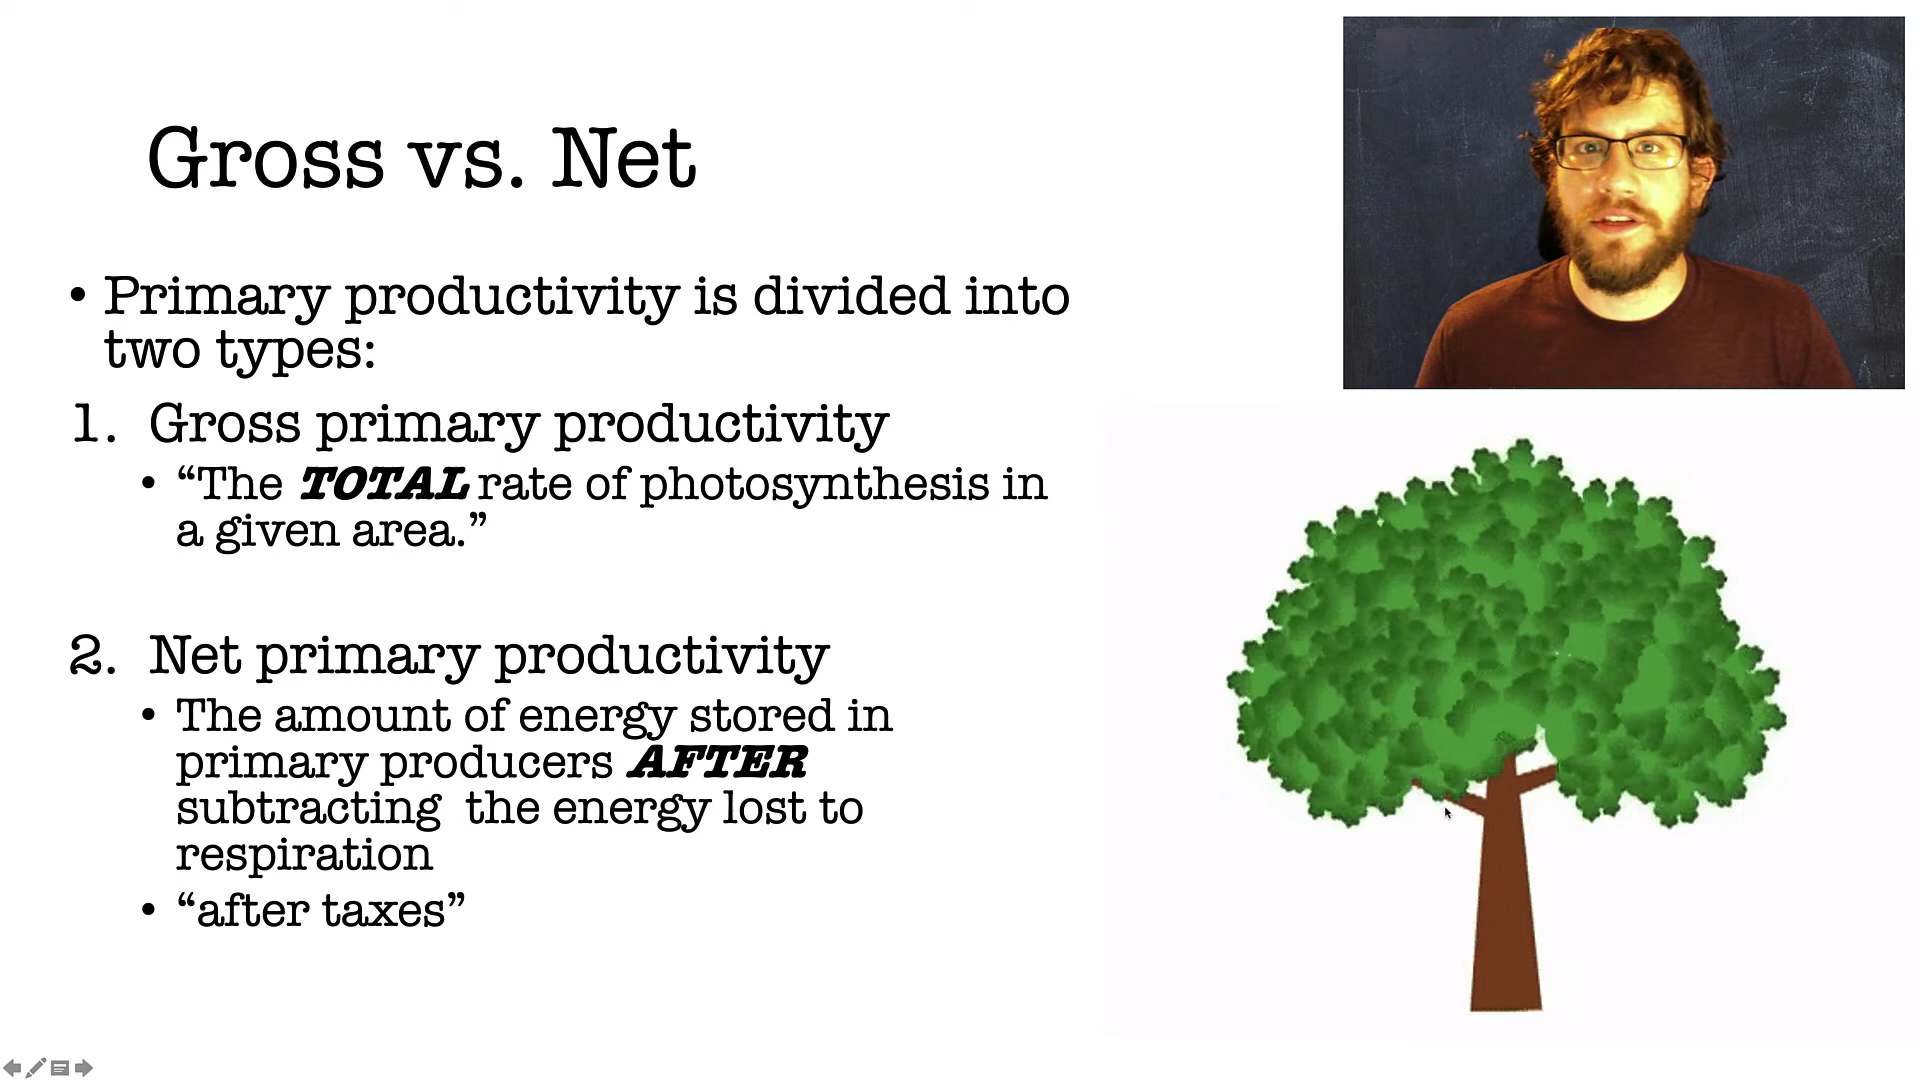 Gross vs. Net
• Primary productivity is divided into
two types:
1. Gross primary productivity
• “The TOTAL rate of photosynthesis in
a given area.”
2. Net primary productivity
• The amount of energy stored in
primary producers AFTER
subtracting  the energy lost to
respiration
• “after taxes”